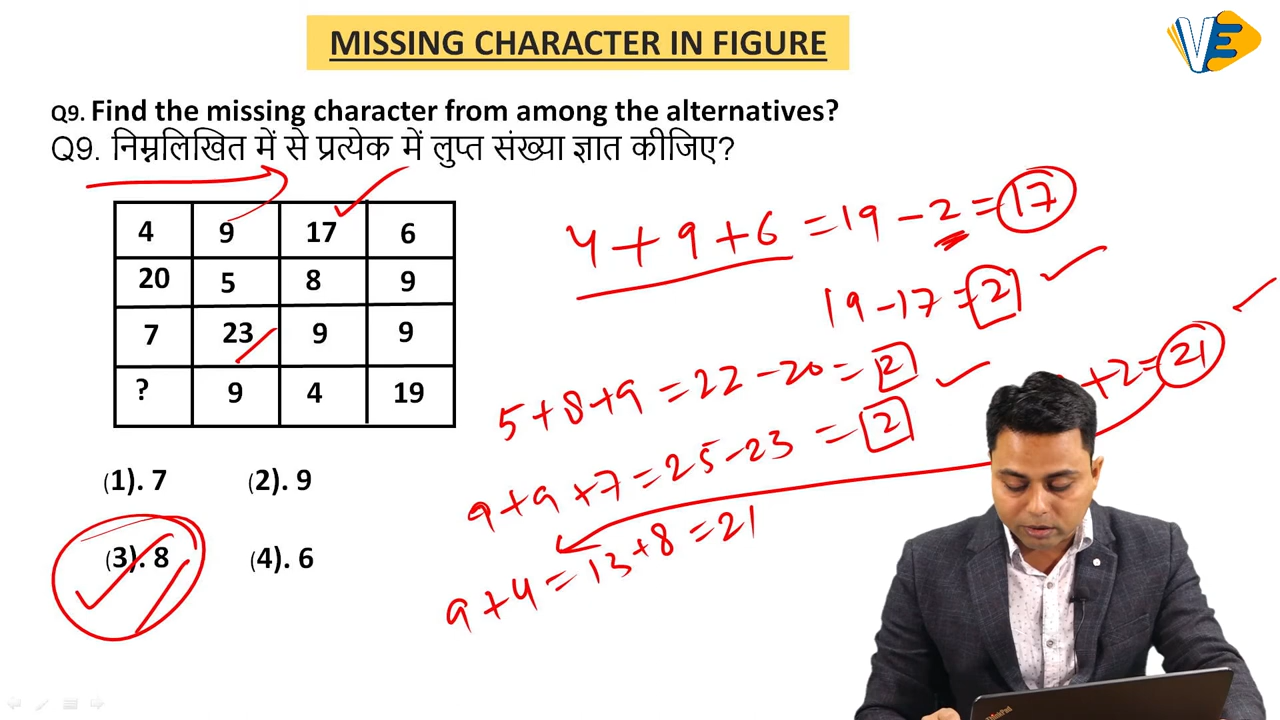 MISSING CHARACTER IN FIGURE
VE
Q9. Find the missing character from among the alternatives?
Q9. निम्नलिखित में से प्रत्येक में लुप्त संख्या ज्ञात कीजिए?
4 9 17 6
20 5 8 9
7 23 9 9
? 9 4 19
(1). 7 (2). 9
(3). 8 (4). 6
4+9+6 = 19-2 = 17
19-17 = 2
5+8+9 = 22-20 = 2
+2 = 21
9+9+7 = 25-23 = 2
9+4 = 13+8 = 21